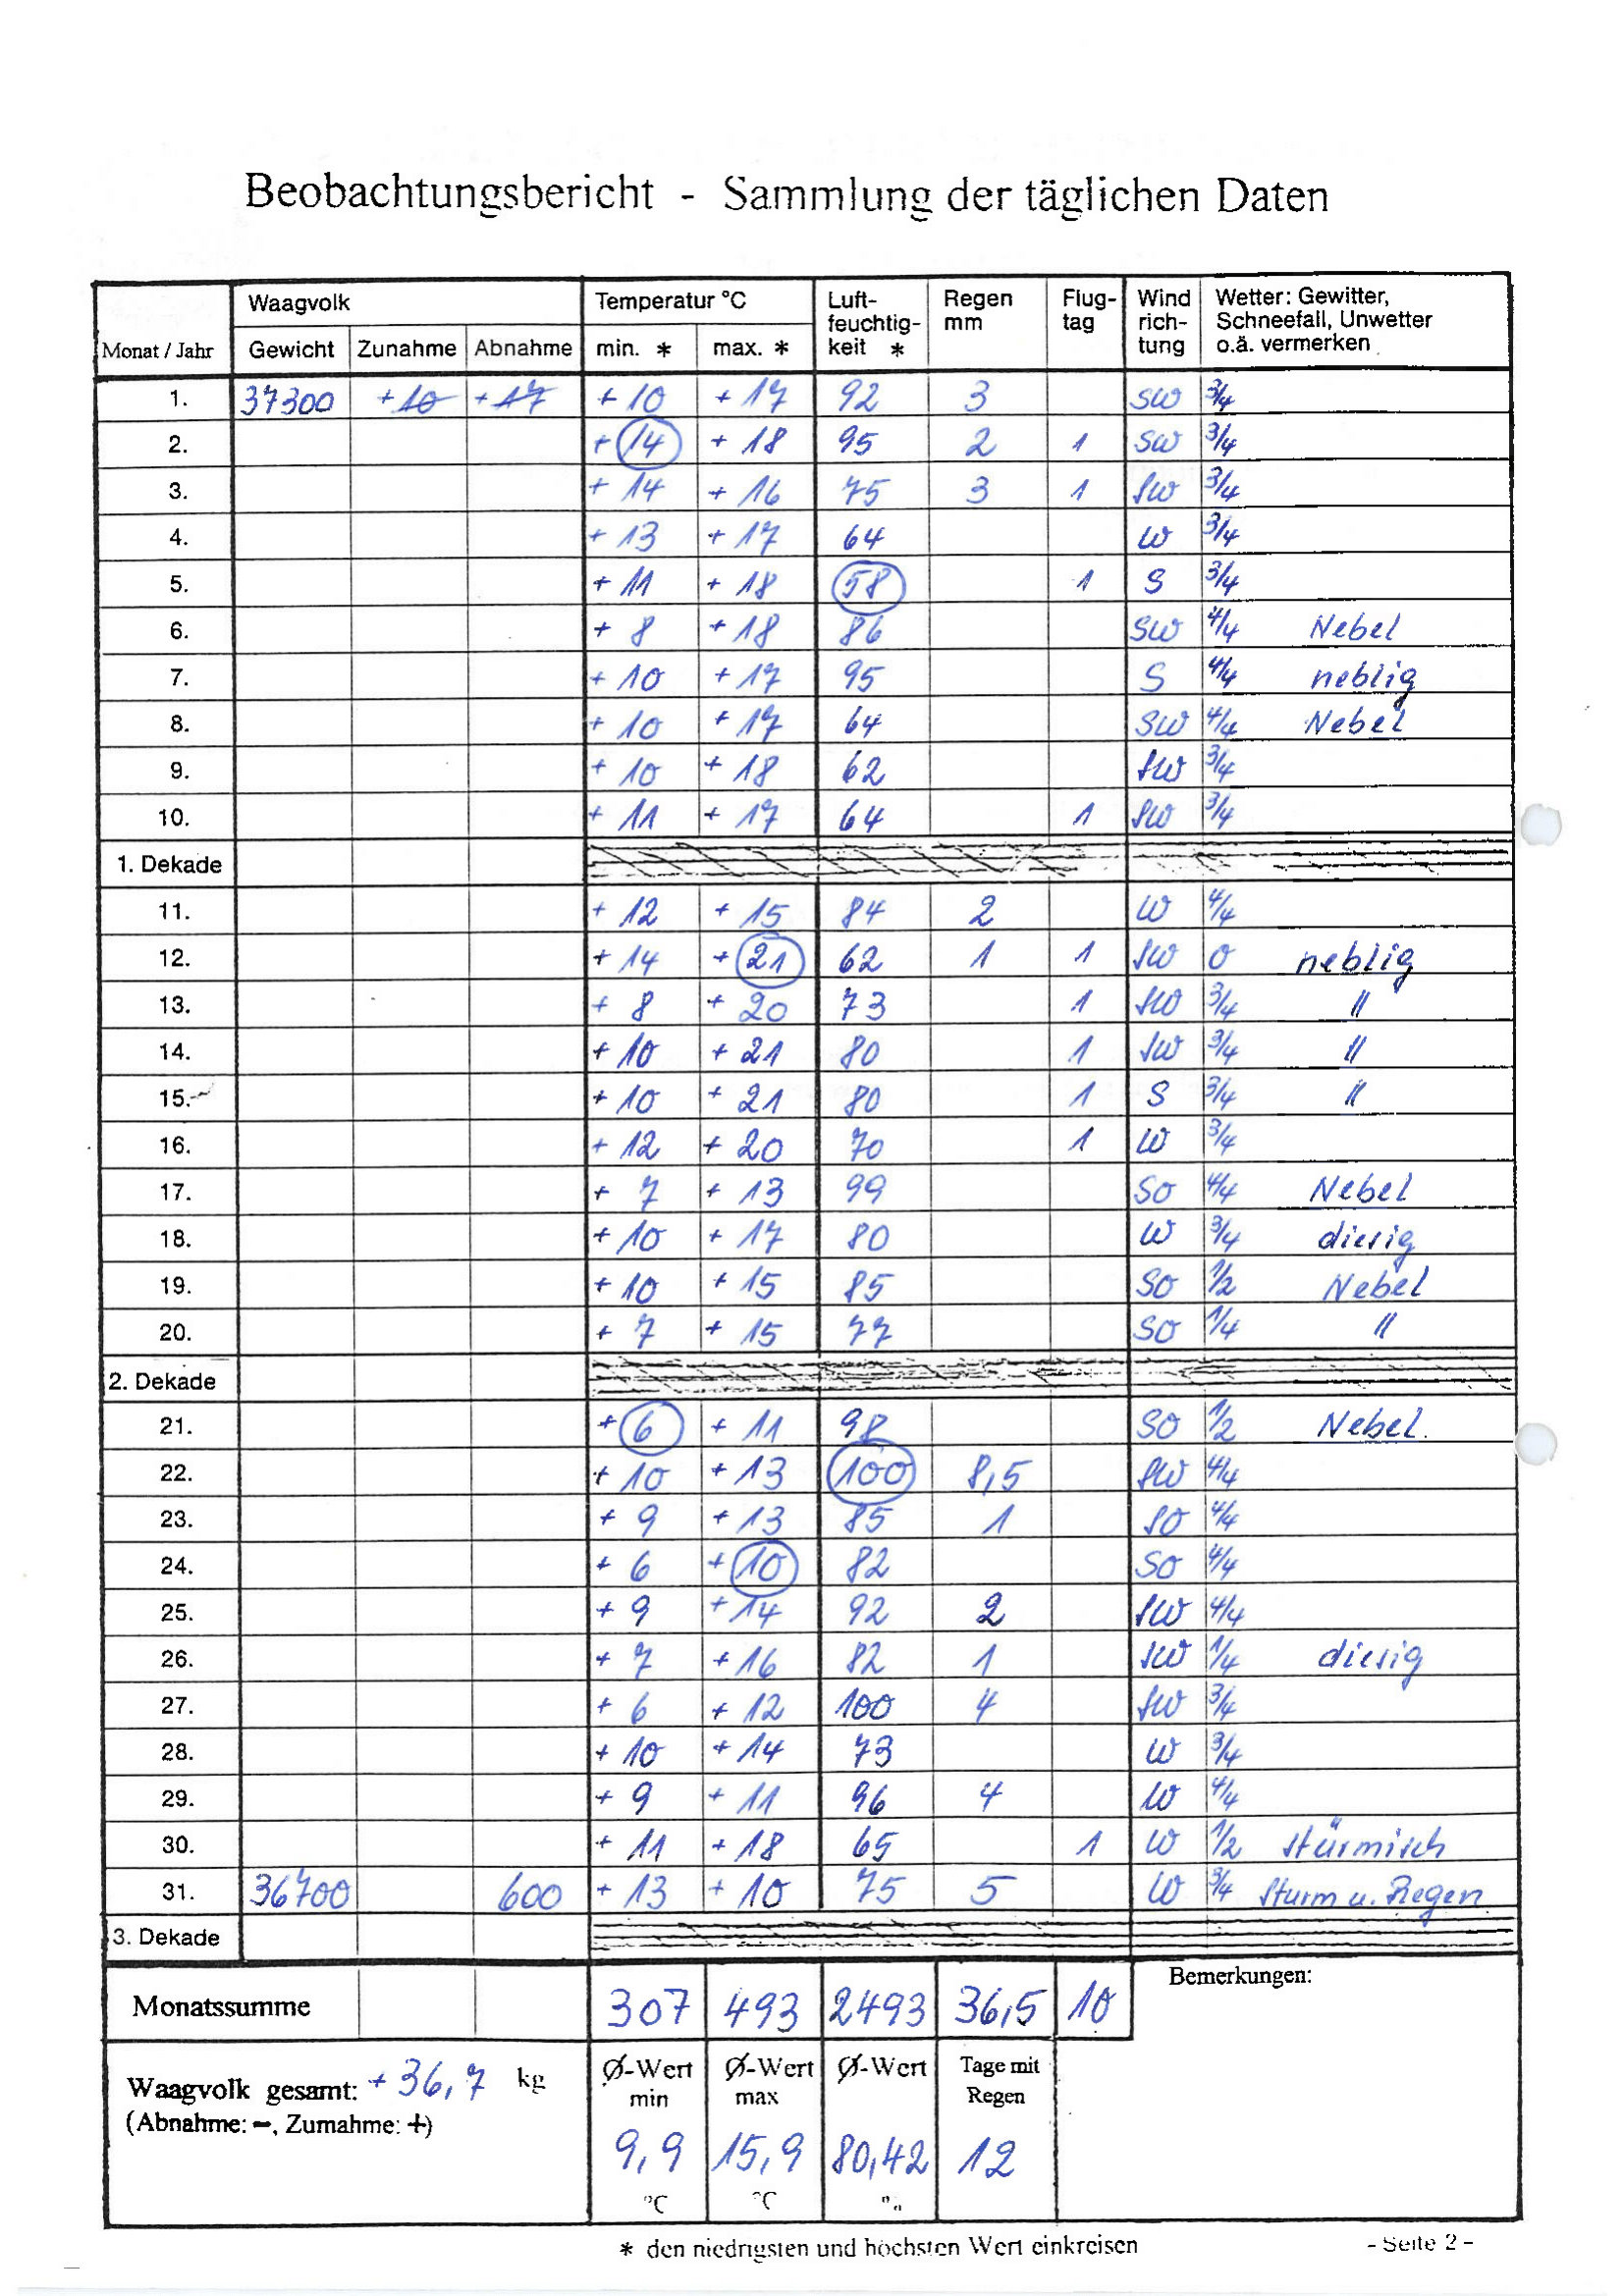 Beobachtungsbericht - Sammlung der täglichen Daten
Monat / Jahr Waagvolk Temperatur °C Luft-feuchtig-keit * Regen mm Flug-tag Wind rich-tung Wetter: Gewitter, Schneefall, Unwetter o.ä. vermerken
Gewicht Zunahme Abnahme min. * max. *
1. 37300 +10 +17 +10 +17 92 3 SW 3/4
2. +14 +18 95 2 1 SW 3/4
3. +14 +16 75 3 1 SW 3/4
4. +13 +17 64 W 3/4
5. +11 +18 58 1 S 3/4
6. +8 +18 86 SW 4/4 Nebel
7. +10 +17 95 S 4/4 neblig
8. +10 +17 64 SW 4/4 Nebel
9. +10 +18 62 SW 3/4
10. +11 +17 64 1 SW 3/4
1. Dekade
11. +12 +15 84 2 W 4/4
12. +14 +21 62 1 1 SW 0 neblig
13. +8 +20 73 1 SW 3/4 "
14. +10 +21 80 1 SW 3/4 "
15. +10 +21 80 1 S 3/4 "
16. +12 +20 70 1 W 3/4
17. +7 +13 99 SO 4/4 Nebel
18. +10 +17 80 W 3/4 diesig
19. +10 +15 85 SO 1/2 Nebel
20. +7 +15 77 SO 1/4 "
2. Dekade
21. +6 +11 98 SO 1/2 Nebel.
22. +10 +13 100 8,5 SW 4/4
23. +9 +13 85 1 SO 4/4
24. +6 +10 82 SO 4/4
25. +9 +14 92 2 SW 4/4
26. +7 +16 82 1 SW 1/4 diesig
27. +6 +12 100 4 SW 3/4
28. +10 +14 73 W 3/4
29. +9 +11 96 4 W 4/4
30. +11 +18 65 1 W 1/2 stürmisch
31. 36700 600 +13 +10 75 5 W 3/4 Sturm u. Regen
3. Dekade
Monatssumme 307 493 2493 36,5 10 Bemerkungen:
Waagvolk gesamt: +36,7 kg
(Abnahme: -, Zumahme: +)
Ø-Wert min Ø-Wert max Ø-Wert Tage mit Regen
9,9 15,9 80,42 12
°C °C
* den niedrigsten und höchsten Wert einkreisen
- Seite 2 -